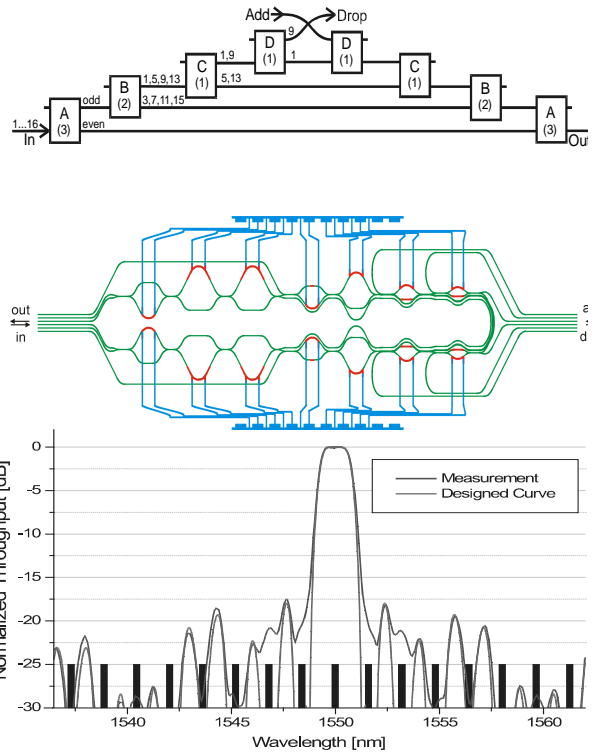 Add 9 Drop
D (1) 1 D (1)
C (1) 1,9 5,13 C (1)
B (2) 1,5,9,13 3,7,11,15 B (2)
A (3) odd even A (3)
1...16 In Out
out in
a d
0
-5
-10
-15
-20
-25
-30
Normalized Throughput [dB]
Measurement
Designed Curve
1540 1545 1550 1555 1560
Wavelength [nm]